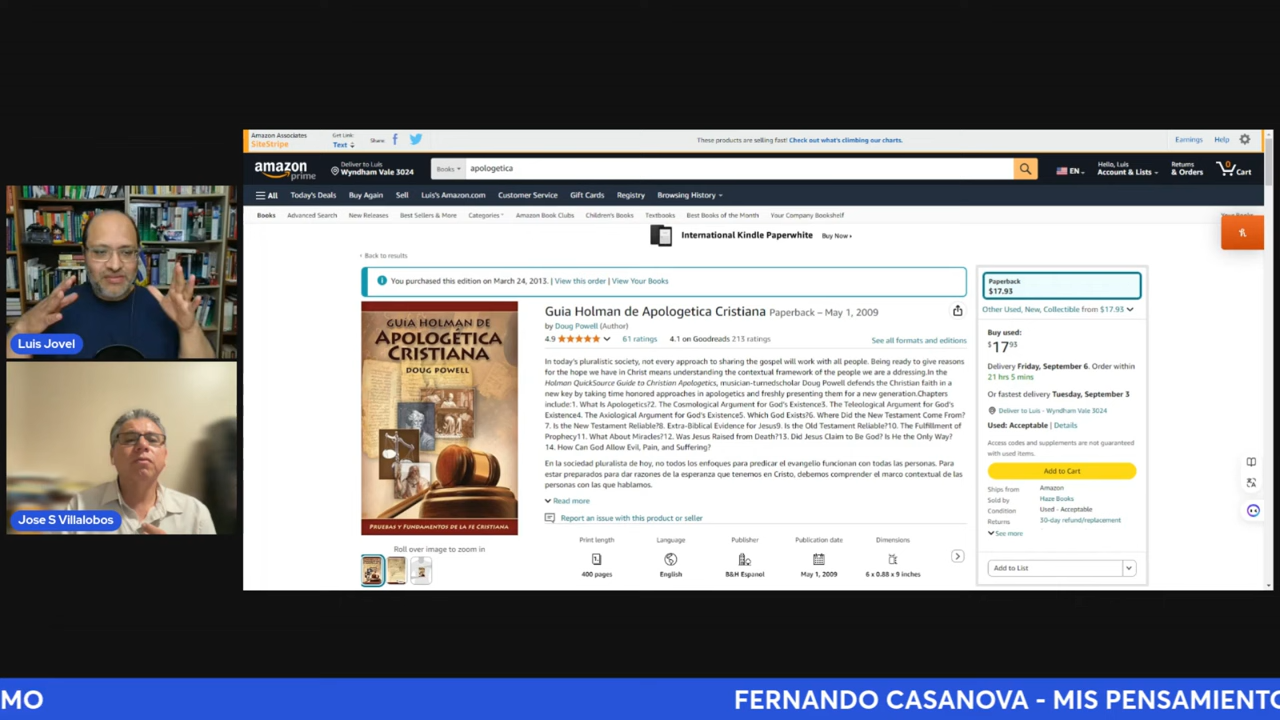 Amazon Associates
SiteStripe
Get Link:
Text
Share:
These products are selling fast! Check out what's climbing our charts.
Earnings
Help
amazon
prime
Deliver to Luis
Wyndham Vale 3024
Books
apologetica
EN
Hello, Luis
Account & Lists
Returns
& Orders
0
Cart
All
Today's Deals
Buy Again
Sell
Luis's Amazon.com
Customer Service
Gift Cards
Registry
Browsing History
Books
Advanced Search
New Releases
Best Sellers & More
Categories
Amazon Book Clubs
Children's Books
Textbooks
Best Books of the Month
Your Company Bookshelf
International Kindle Paperwhite
Buy Now
‹ Back to results
You purchased this edition on March 24, 2013. | View this order | View Your Books
GUIA HOLMAN DE
APOLOGÉTICA
CRISTIANA
DOUG POWELL
PRUEBAS Y FUNDAMENTOS DE LA FE CRISTIANA
Roll over image to zoom in
Guia Holman de Apologetica Cristiana Paperback – May 1, 2009
by Doug Powell (Author)
4.9
61 ratings
4.1 on Goodreads 213 ratings
See all formats and editions
In today's pluralistic society, not every approach to sharing the gospel will work with all people. Being ready to give reasons
for the hope we have in Christ means understanding the contextual framework of the people we are a ddressing.In the
Holman QuickSource Guide to Christian Apologetics, musician-turnedscholar Doug Powell defends the Christian faith in a
new key by taking time honored approaches in apologetics and freshly presenting them for a new generation.Chapters
include:1. What Is Apologetics?2. The Cosmological Argument for God's Existence3. The Teleological Argument for God's
Existence4. The Axiological Argument for God's Existence5. Which God Exists?6. Where Did the New Testament Come From?
7. Is the New Testament Reliable?8. Extra-Biblical Evidence for Jesus9. Is the Old Testament Reliable?10. The Fulfillment of
Prophecy11. What About Miracles?12. Was Jesus Raised from Death?13. Did Jesus Claim to Be God? Is He the Only Way?
14. How Can God Allow Evil, Pain, and Suffering?
En la sociedad pluralista de hoy, no todos los enfoques para predicar el evangelio funcionan con todas las personas. Para
estar preparados para dar razones de la esperanza que tenemos en Cristo, debemos comprender el marco contextual de las
personas con las que hablamos.
Read more
Report an issue with this product or seller
Print length
400 pages
Language
English
Publisher
B&H Espanol
Publication date
May 1, 2009
Dimensions
6 x 0.88 x 9 inches
Paperback
$17.93
Other Used, New, Collectible from $17.93
Buy used:
$17 93
Delivery Friday, September 6. Order within
21 hrs 5 mins
Or fastest delivery Tuesday, September 3
Deliver to Luis - Wyndham Vale 3024
Used: Acceptable | Details
Access codes and supplements are not guaranteed
with used items.
Add to Cart
Ships from
Amazon
Sold by
Haze Books
Condition
Used - Acceptable
Returns
30-day refund/replacement
See more
Add to List
Luis Jovel
Jose S Villalobos
MO
FERNANDO CASANOVA - MIS PENSAMIENTO